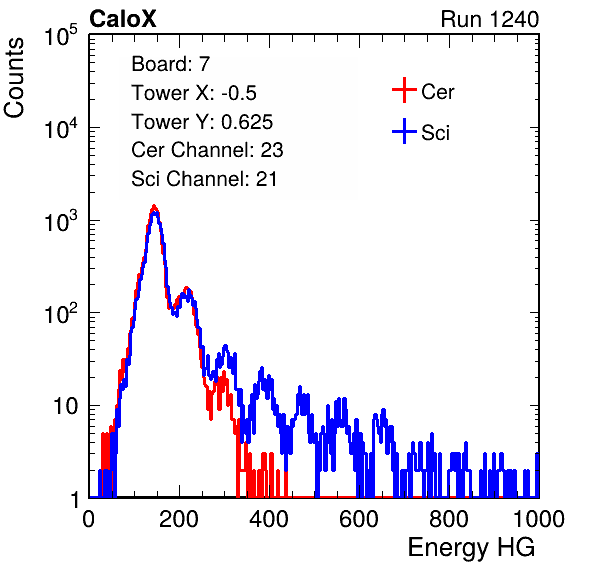 CaloX Run 1240
Counts
10^5
10^4
10^3
10^2
10
1
Board: 7
Tower X: -0.5
Tower Y: 0.625
Cer Channel: 23
Sci Channel: 21
Cer
Sci
0 200 400 600 800 1000
Energy HG